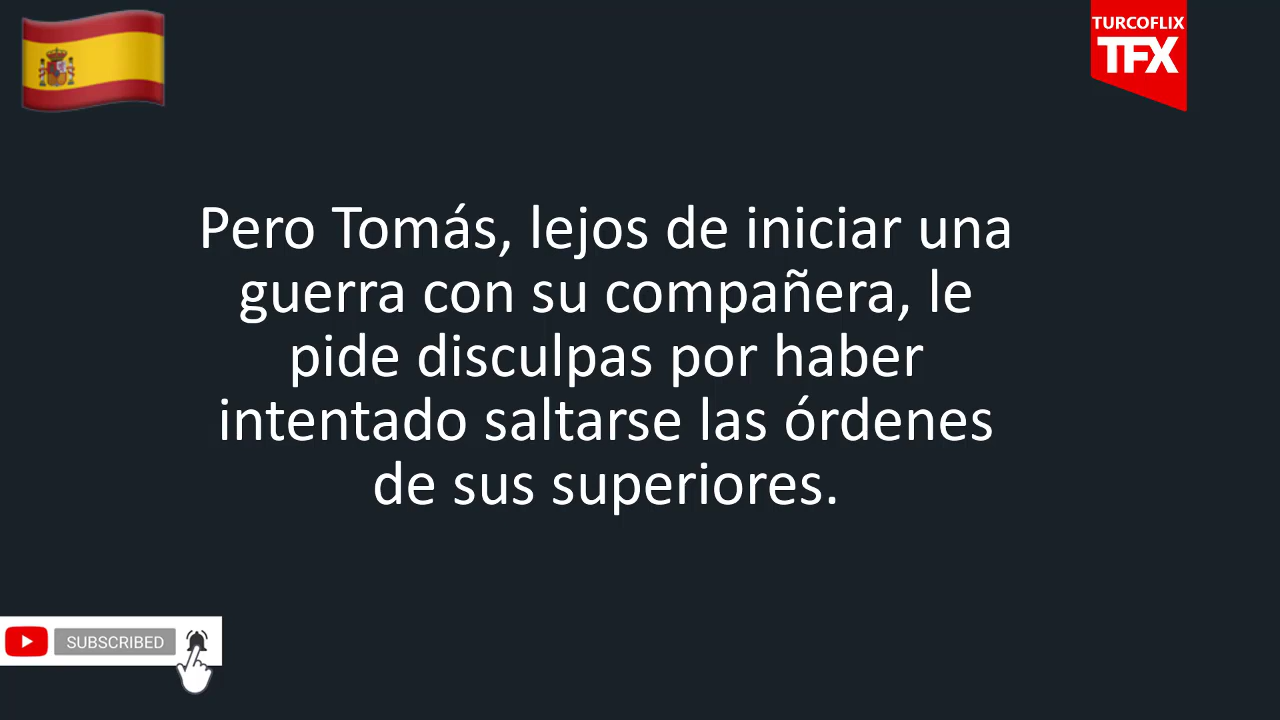 TURCOFLIX
TFX
Pero Tomás, lejos de iniciar una
guerra con su compañera, le
pide disculpas por haber
intentado saltarse las órdenes
de sus superiores.
SUBSCRIBED